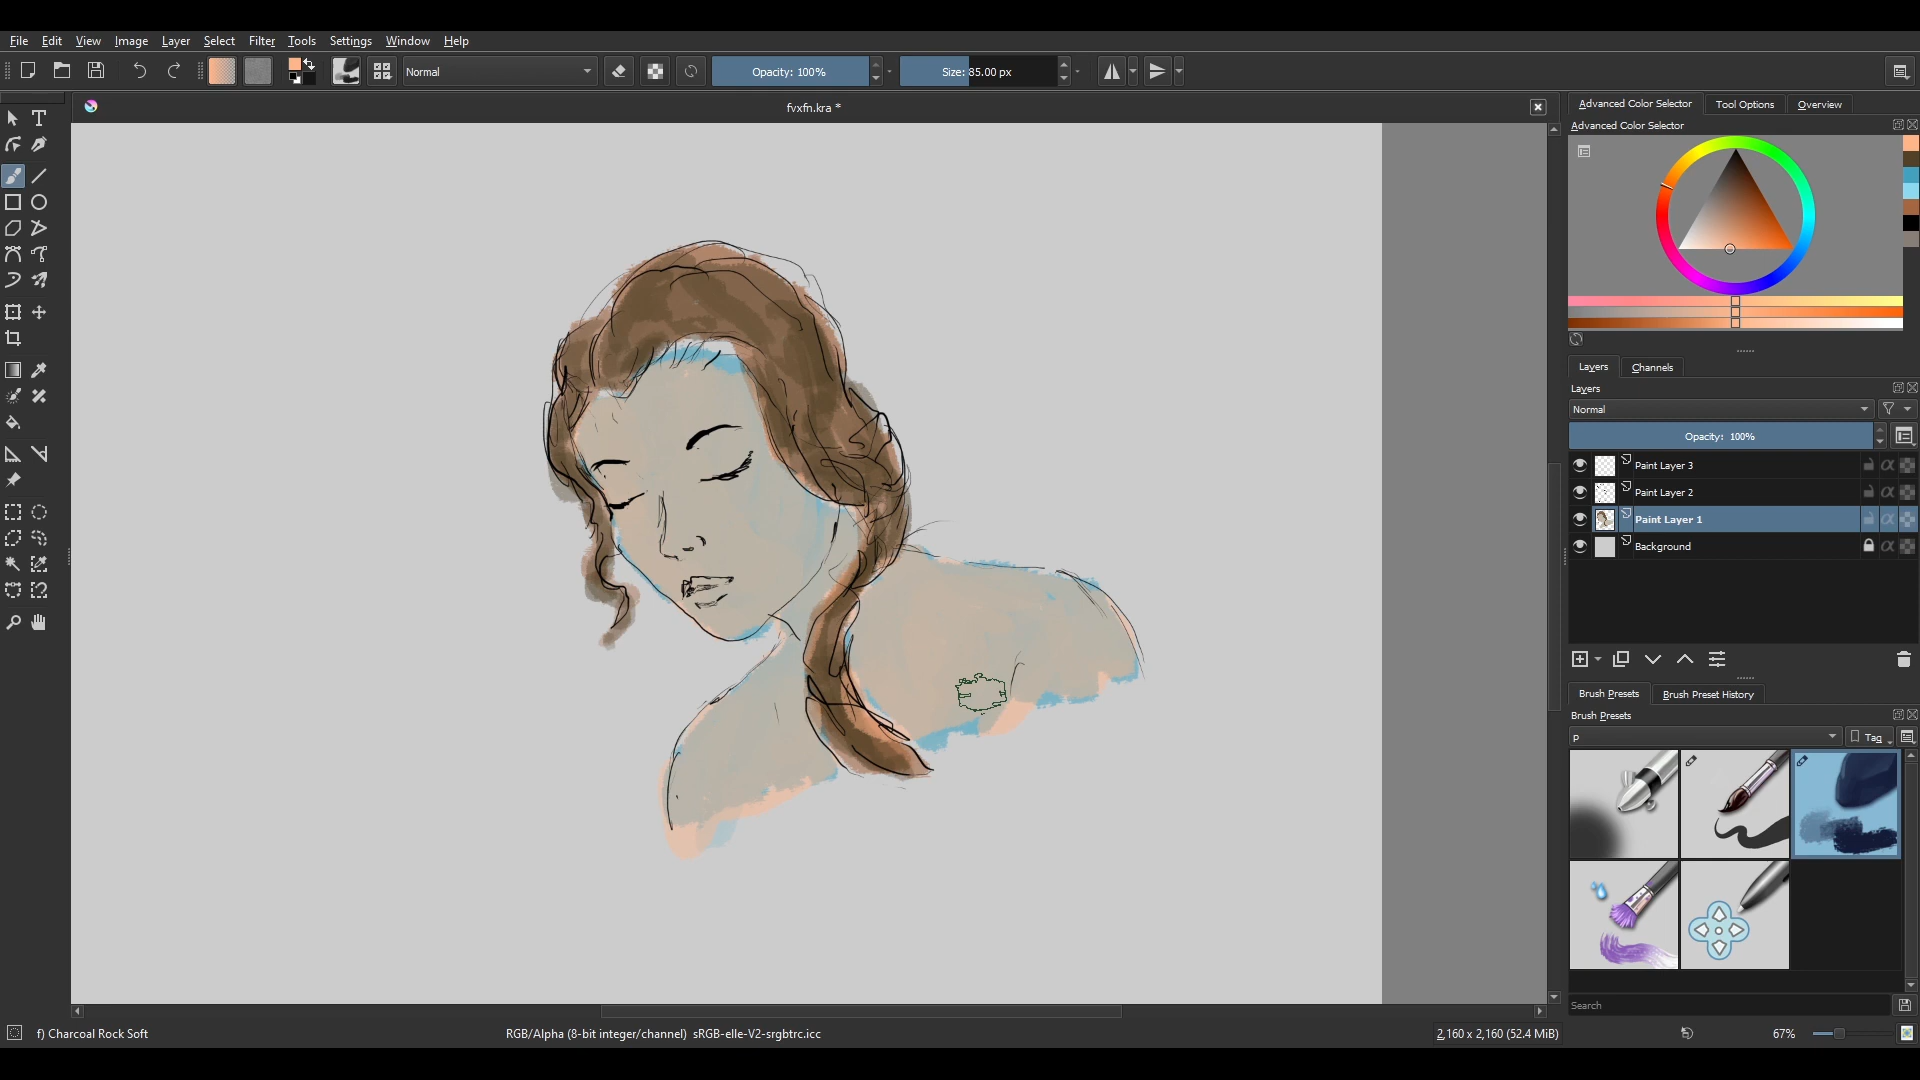 File Edit View Image Layer Select Filter Tools Settings Window Help
Normal
Opacity: 100%
Size: 85.00 px
fvxfn.kra *
Advanced Color Selector Tool Options Overview
Advanced Color Selector
Layers Channels
Layers
Normal
Opacity: 100%
Paint Layer 3
Paint Layer 2
Paint Layer 1
Background
Brush Presets Brush Preset History
Brush Presets
p
Tag
Search
f) Charcoal Rock Soft
RGB/Alpha (8-bit integer/channel) sRGB-elle-V2-srgbtrc.icc
2,160 x 2,160 (52.4 MiB)
67%